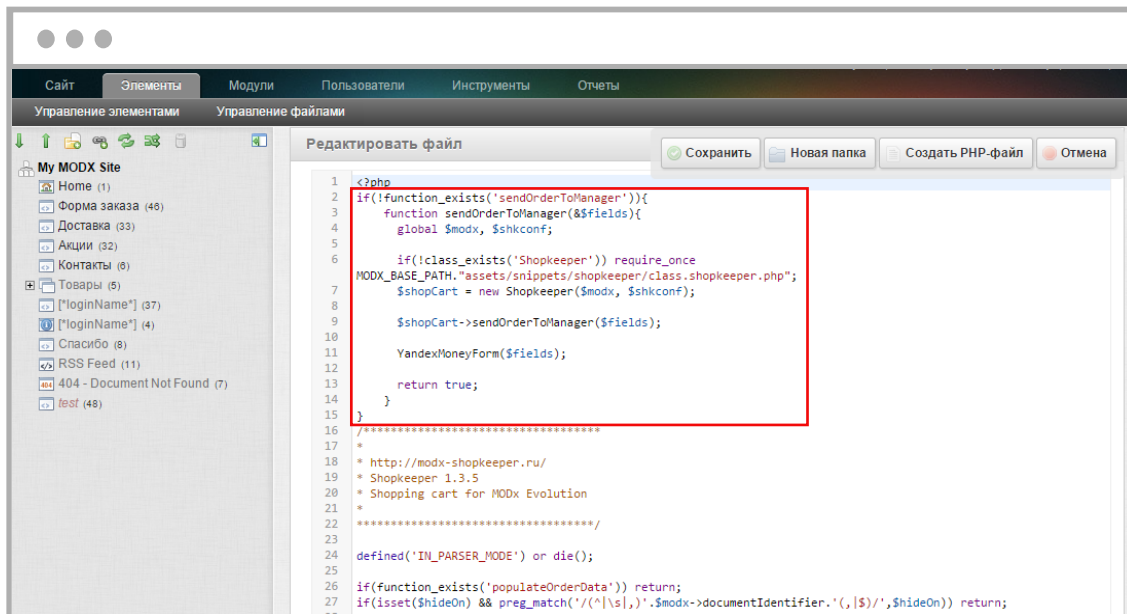 Сайт Элементы Модули Пользователи Инструменты Отчеты
Управление элементами Управление файлами
My MODX Site
Home (1)
Форма заказа (46)
Доставка (33)
Акции (32)
Контакты (6)
Товары (5)
[*loginName*] (37)
[*loginName*] (4)
Спасибо (8)
RSS Feed (11)
404 - Document Not Found (7)
test (48)
Редактировать файл
Сохранить Новая папка Создать PHP-файл Отмена
1 <?php
2 if(!function_exists('sendOrderToManager')){
3 function sendOrderToManager(&$fields){
4 global $modx, $shkconf;
5
6 if(!class_exists('Shopkeeper')) require_once
MODX_BASE_PATH."assets/snippets/shopkeeper/class.shopkeeper.php";
7 $shopCart = new Shopkeeper($modx, $shkconf);
8
9 $shopCart->sendOrderToManager($fields);
10
11 YandexMoneyForm($fields);
12
13 return true;
14 }
15 }
16 /***********************************
17 *
18 * http://modx-shopkeeper.ru/
19 * Shopkeeper 1.3.5
20 * Shopping cart for MODx Evolution
21 *
22 ***********************************/
23
24 defined('IN_PARSER_MODE') or die();
25
26 if(function_exists('populateOrderData')) return;
27 if(isset($hideOn) && preg_match('/(^|\s|,)'.$modx->documentIdentifier.'(,|$)/',$hideOn)) return;